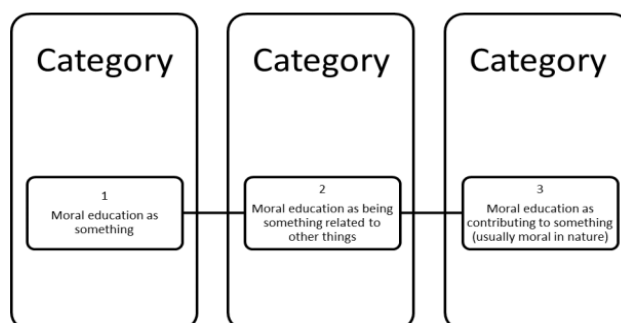 Category
1
Moral education as
something
Category
2
Moral education as being
something related to
other things
Category
3
Moral education as
contributing to something
(usually moral in nature)